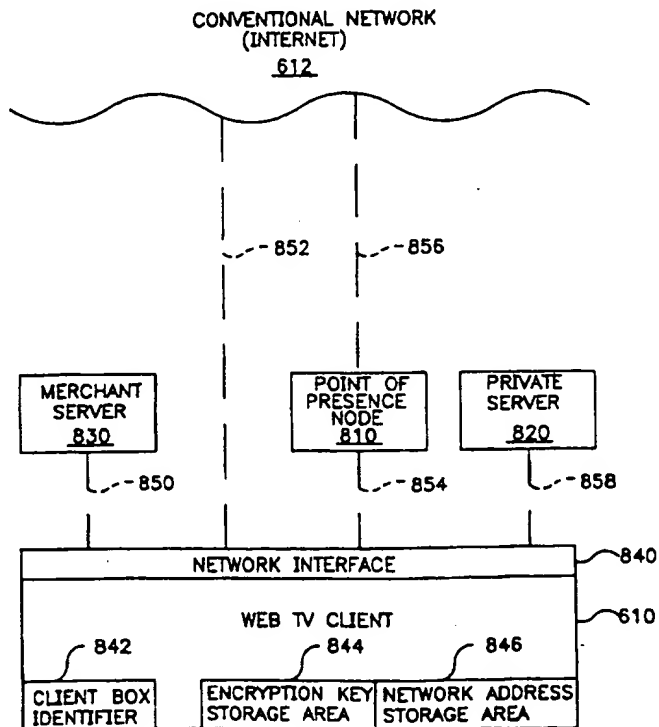 CONVENTIONAL NETWORK
(INTERNET)
612
852
856
MERCHANT
SERVER
830
POINT OF
PRESENCE
NODE
810
PRIVATE
SERVER
820
850
854
858
NETWORK INTERFACE
840
WEB TV CLIENT
610
842
844
846
CLIENT BOX
IDENTIFIER
ENCRYPTION KEY
STORAGE AREA
NETWORK ADDRESS
STORAGE AREA